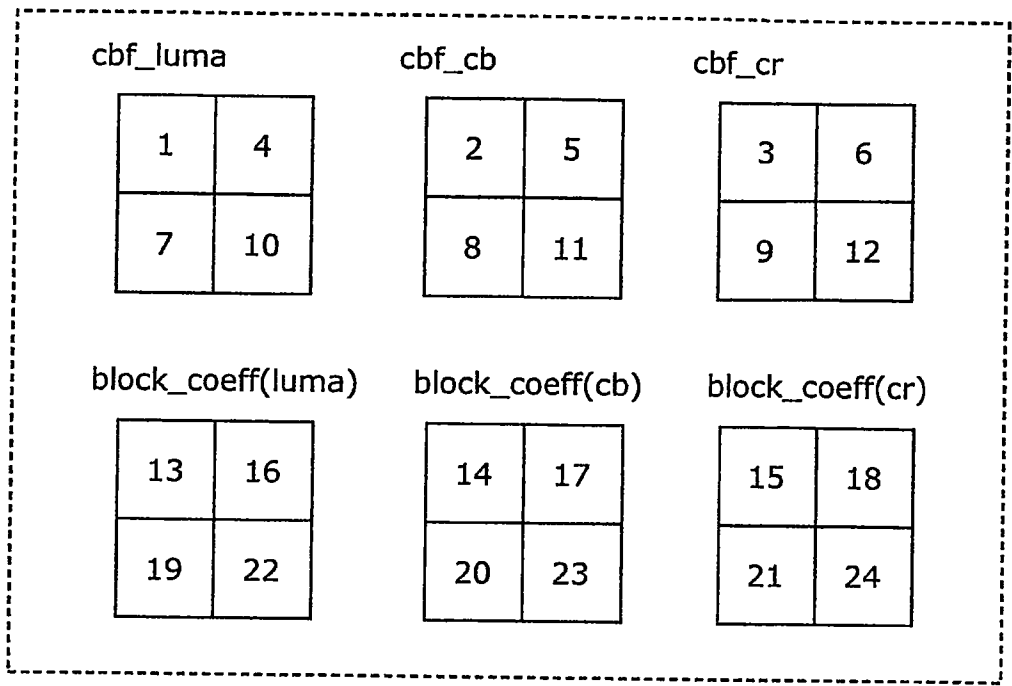 cbf_luma cbf_cb cbf_cr
1 4 2 5 3 6
7 10 8 11 9 12
block_coeff(luma) block_coeff(cb) block_coeff(cr)
13 16 14 17 15 18
19 22 20 23 21 24